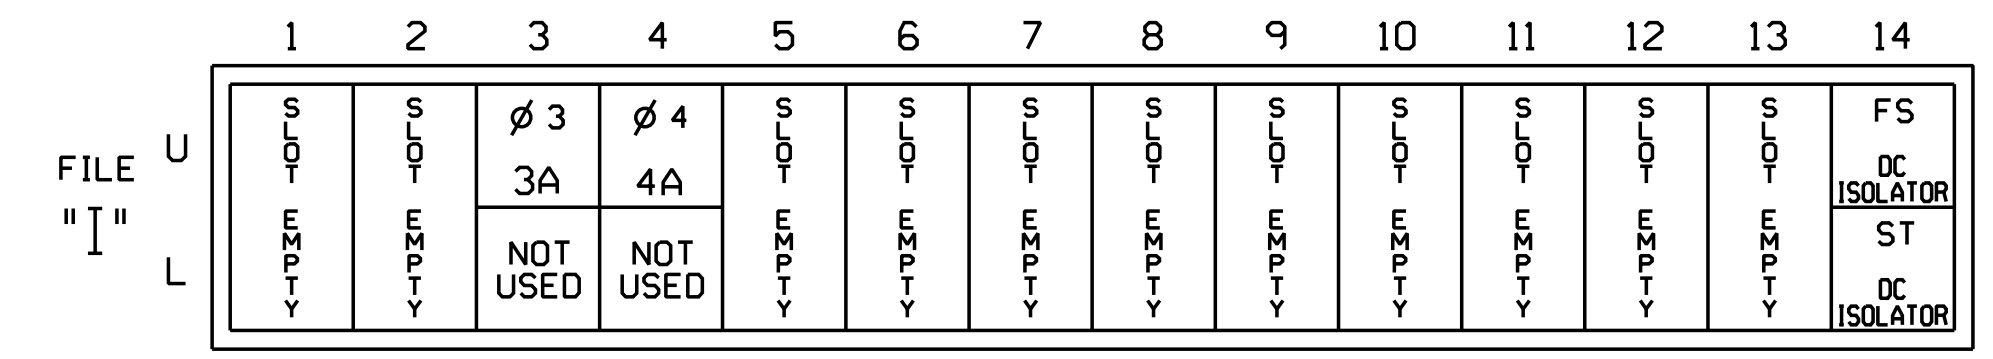 1 2 3 4 5 6 7 8 9 10 11 12 13 14
FILE
"I"
U
L
SLOT EMPTY
SLOT EMPTY
Ø 3
3A
NOT
USED
Ø 4
4A
NOT
USED
SLOT EMPTY
SLOT EMPTY
SLOT EMPTY
SLOT EMPTY
SLOT EMPTY
SLOT EMPTY
SLOT EMPTY
SLOT EMPTY
SLOT EMPTY
FS
DC
ISOLATOR
ST
DC
ISOLATOR